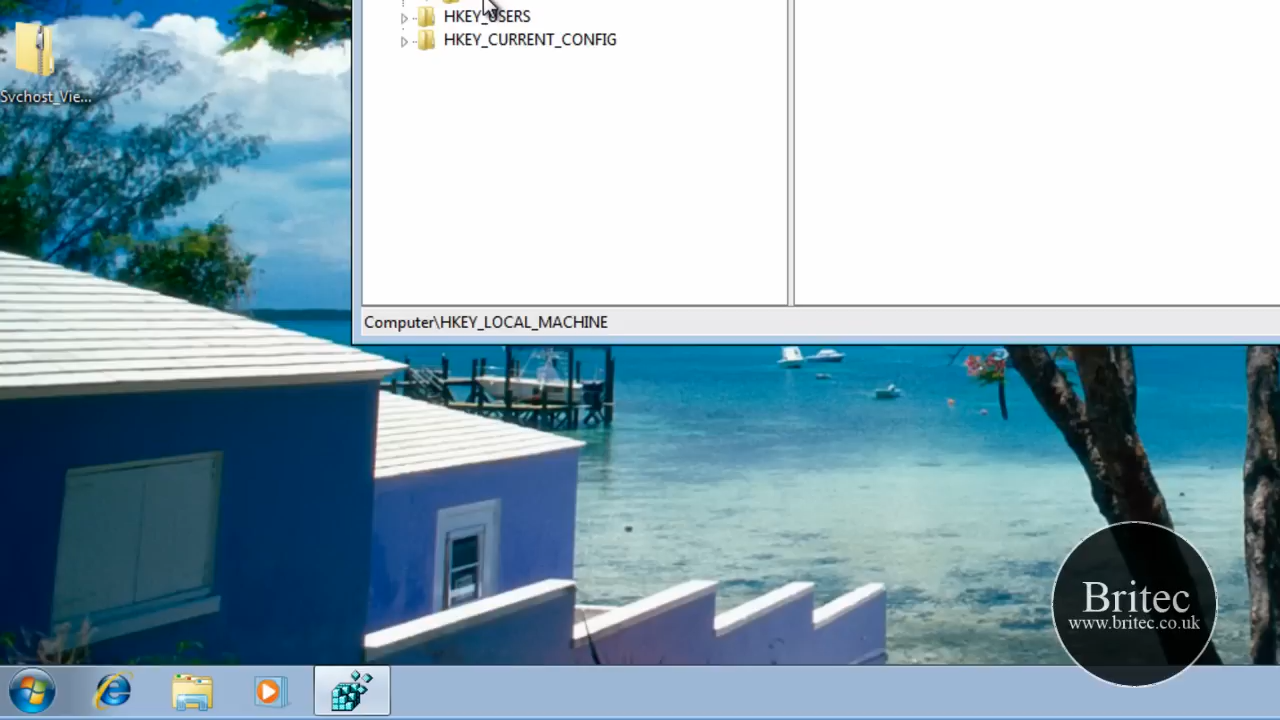 HKEY_USERS
HKEY_CURRENT_CONFIG
Svchost_Vie...
Computer\HKEY_LOCAL_MACHINE
Britec
www.britec.co.uk